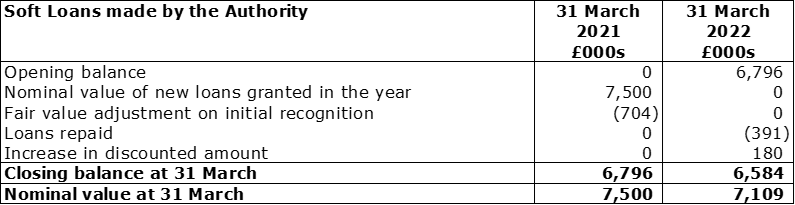 Soft Loans made by the Authority 31 March 31 March
2021 2022
£000s £000s
Opening balance 0 6,796
Nominal value of new loans granted in the year 7,500 0
Fair value adjustment on initial recognition (704) 0
Loans repaid 0 (391)
Increase in discounted amount 0 180
Closing balance at 31 March 6,796 6,584
Nominal value at 31 March 7,500 7,109